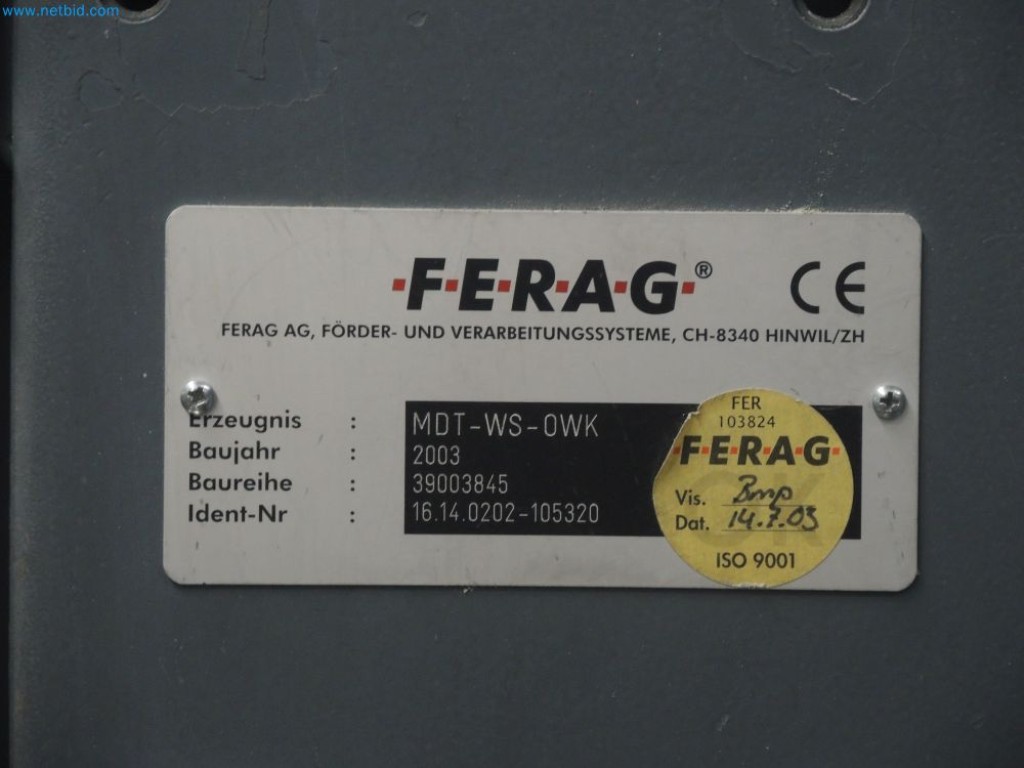 www.netbid.com
·F·E·R·A·G·®
CE
FERAG AG, FÖRDER- UND VERARBEITUNGSSYSTEME, CH-8340 HINWIL/ZH
Erzeugnis : MDT-WS-OWK
Baujahr : 2003
Baureihe : 39003845
Ident-Nr : 16.14.0202-105320
FER
103824
·F·E·R·A·G·
OK
Vis.
Dat. 14.7.03
ISO 9001